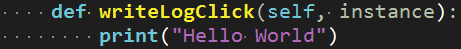 def writeLogClick(self, instance):
print("Hello World")